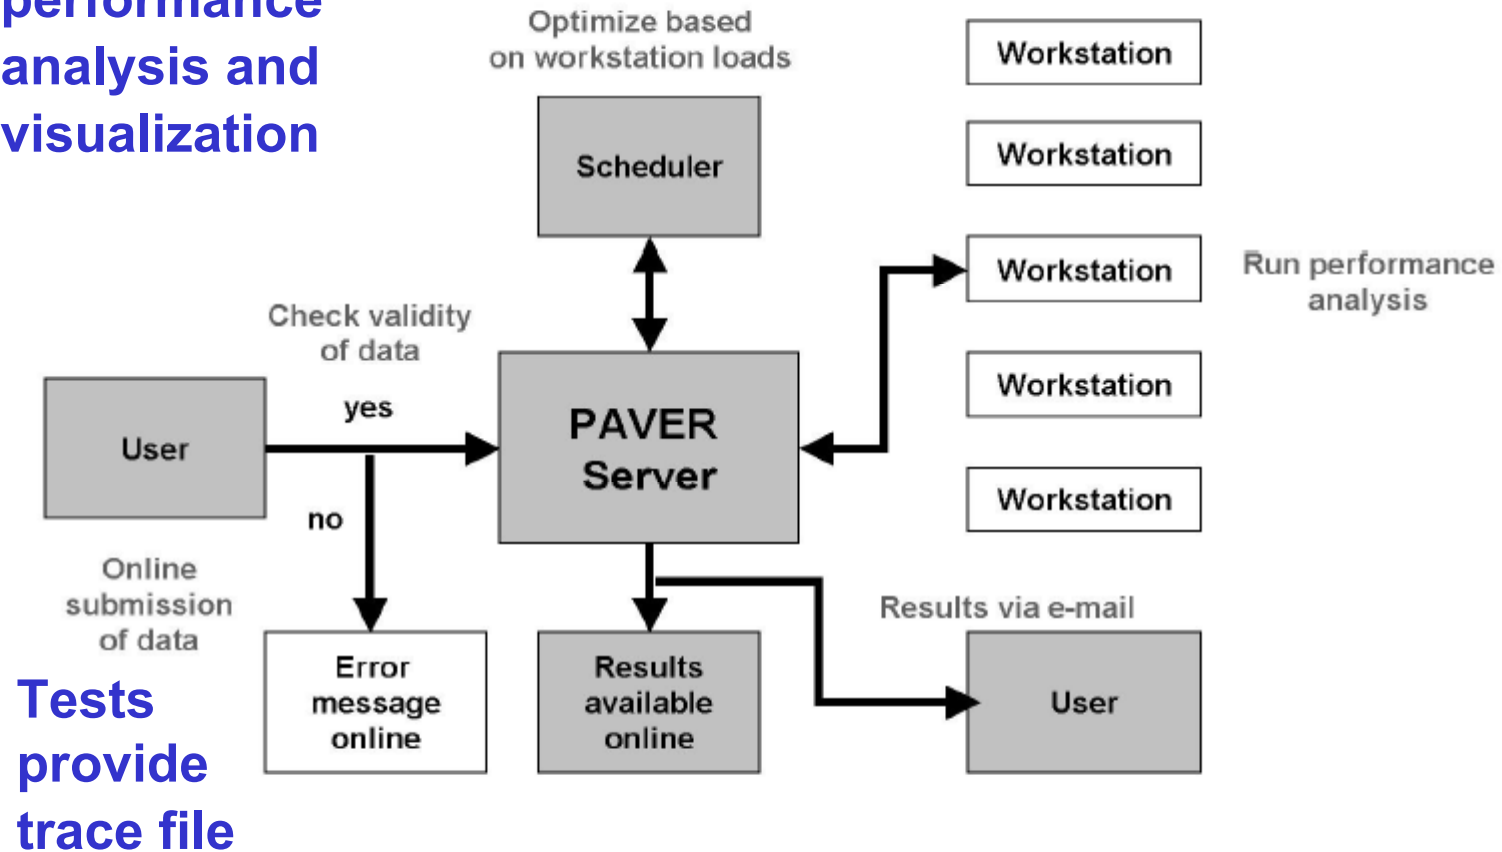 performance
analysis and
visualization
Optimize based
on workstation loads
Scheduler
Workstation
Workstation
Workstation
Workstation
Workstation
Run performance
analysis
Check validity
of data
yes
no
User
PAVER
Server
Online
submission
of data
Error
message
online
Results
available
online
Results via e-mail
User
Tests
provide
trace file